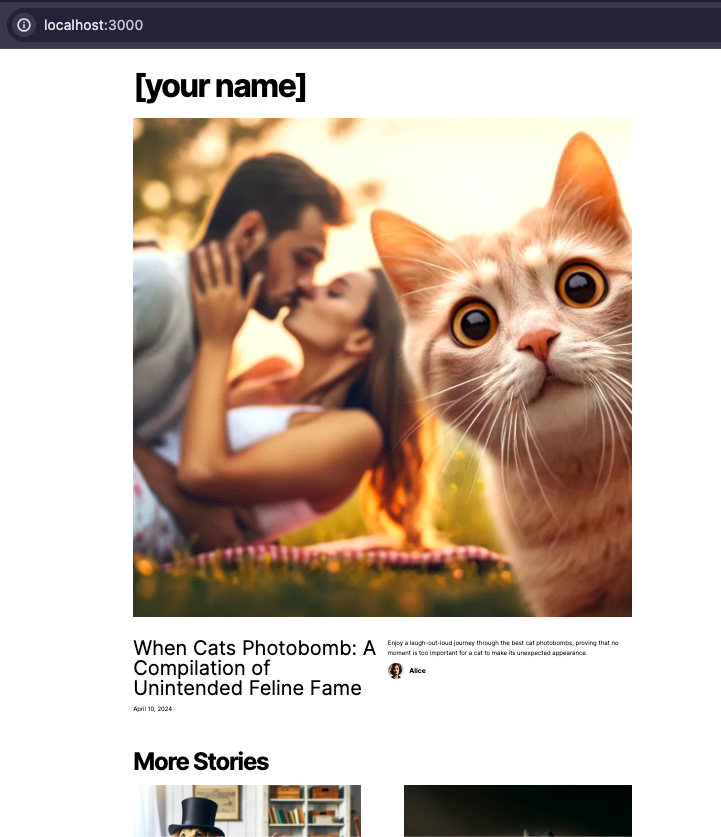 localhost:3000
[your name]
When Cats Photobomb: A
Compilation of
Unintended Feline Fame
April 10, 2024
Enjoy a laugh-out-loud journey through the best cat photobombs, proving that no
moment is too important for a cat to make its unexpected appearance.
Alice
More Stories